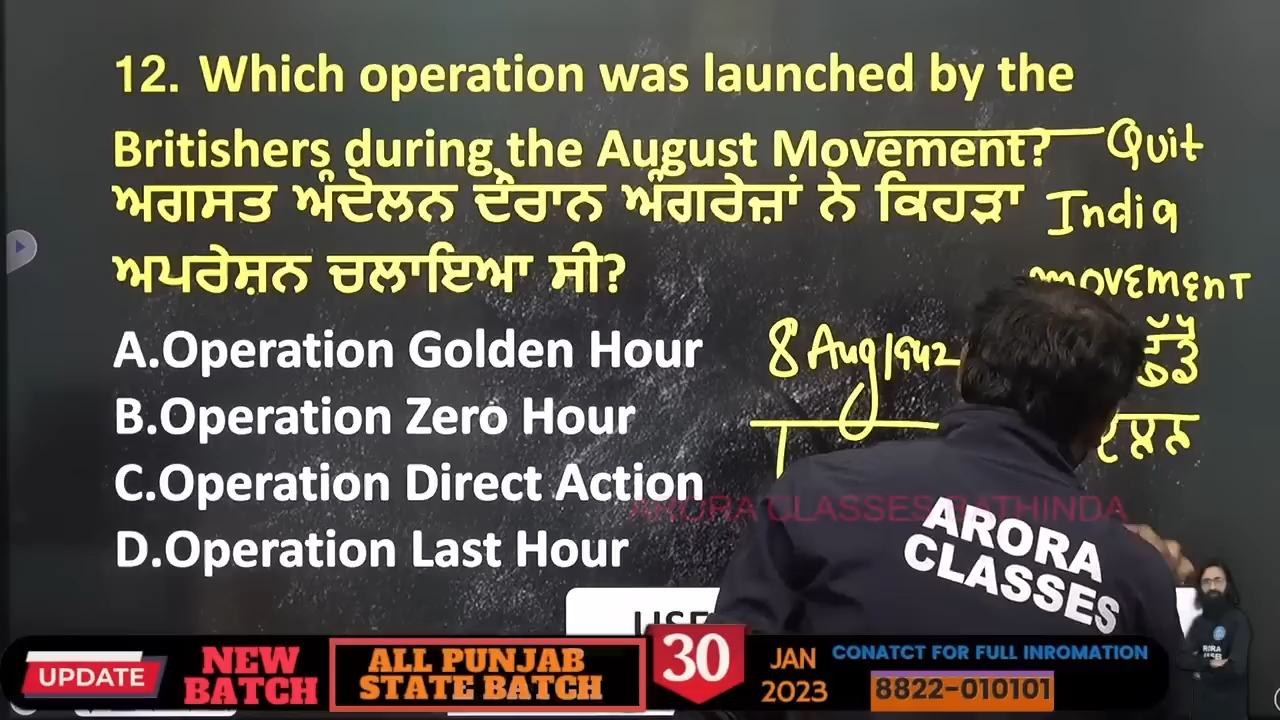 12. Which operation was launched by the
Britishers during the August Movement?
ਅਗਸਤ ਅੰਦੋਲਨ ਦੌਰਾਨ ਅੰਗਰੇਜ਼ਾਂ ਨੇ ਕਿਹੜਾ
ਅਪਰੇਸ਼ਨ ਚਲਾਇਆ ਸੀ?
Quit
India
movement
8 Aug 1942
A.Operation Golden Hour
B.Operation Zero Hour
C.Operation Direct Action
D.Operation Last Hour
ARORA CLASSES BATHINDA
ARORA
CLASSES
UPDATE
NEW
BATCH
ALL PUNJAB
STATE BATCH
30
JAN
2023
CONATCT FOR FULL INROMATION
8822-010101